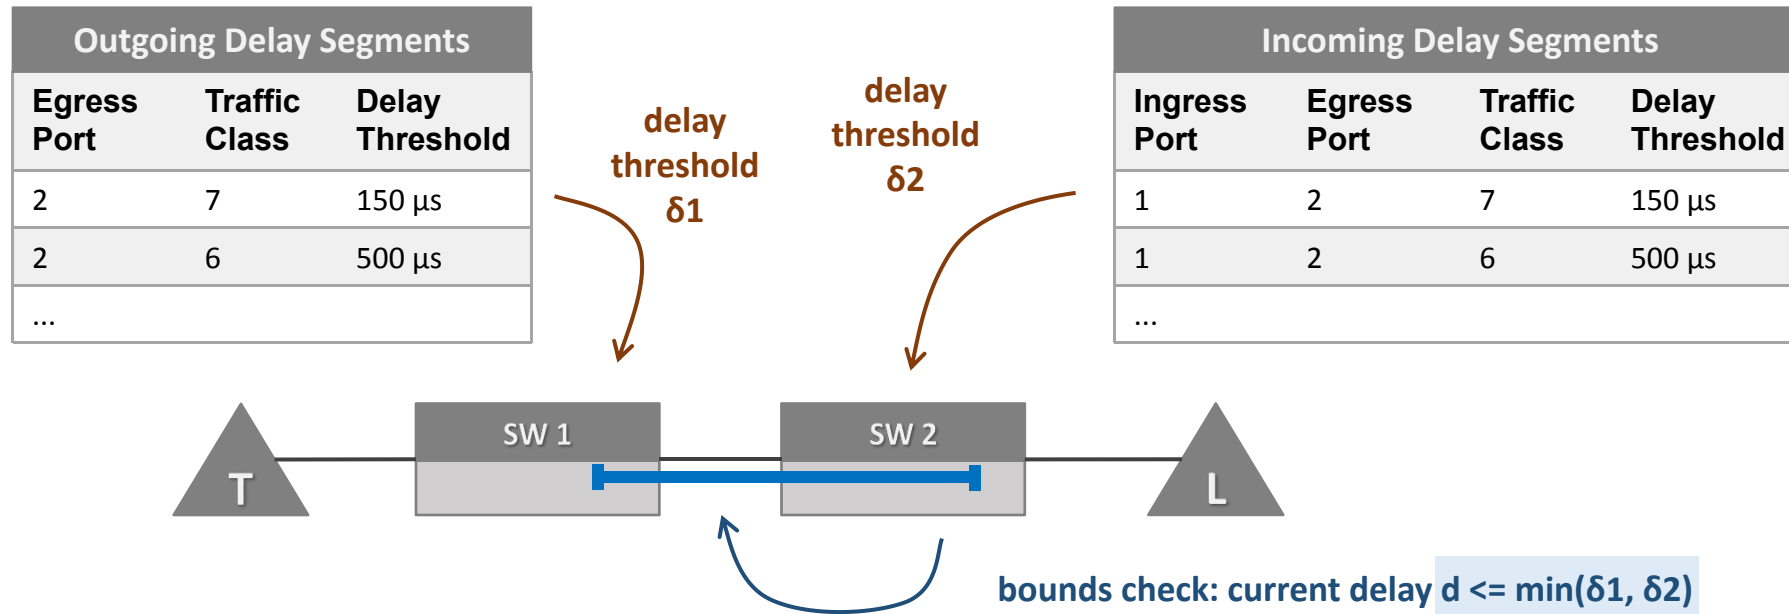 Outgoing Delay Segments
Egress Port Traffic Class Delay Threshold
2 7 150 µs
2 6 500 µs
...
delay
threshold
δ1
delay
threshold
δ2
Incoming Delay Segments
Ingress Port Egress Port Traffic Class Delay Threshold
1 2 7 150 µs
1 2 6 500 µs
...
T
SW 1
SW 2
L
bounds check: current delay d <= min(δ1, δ2)